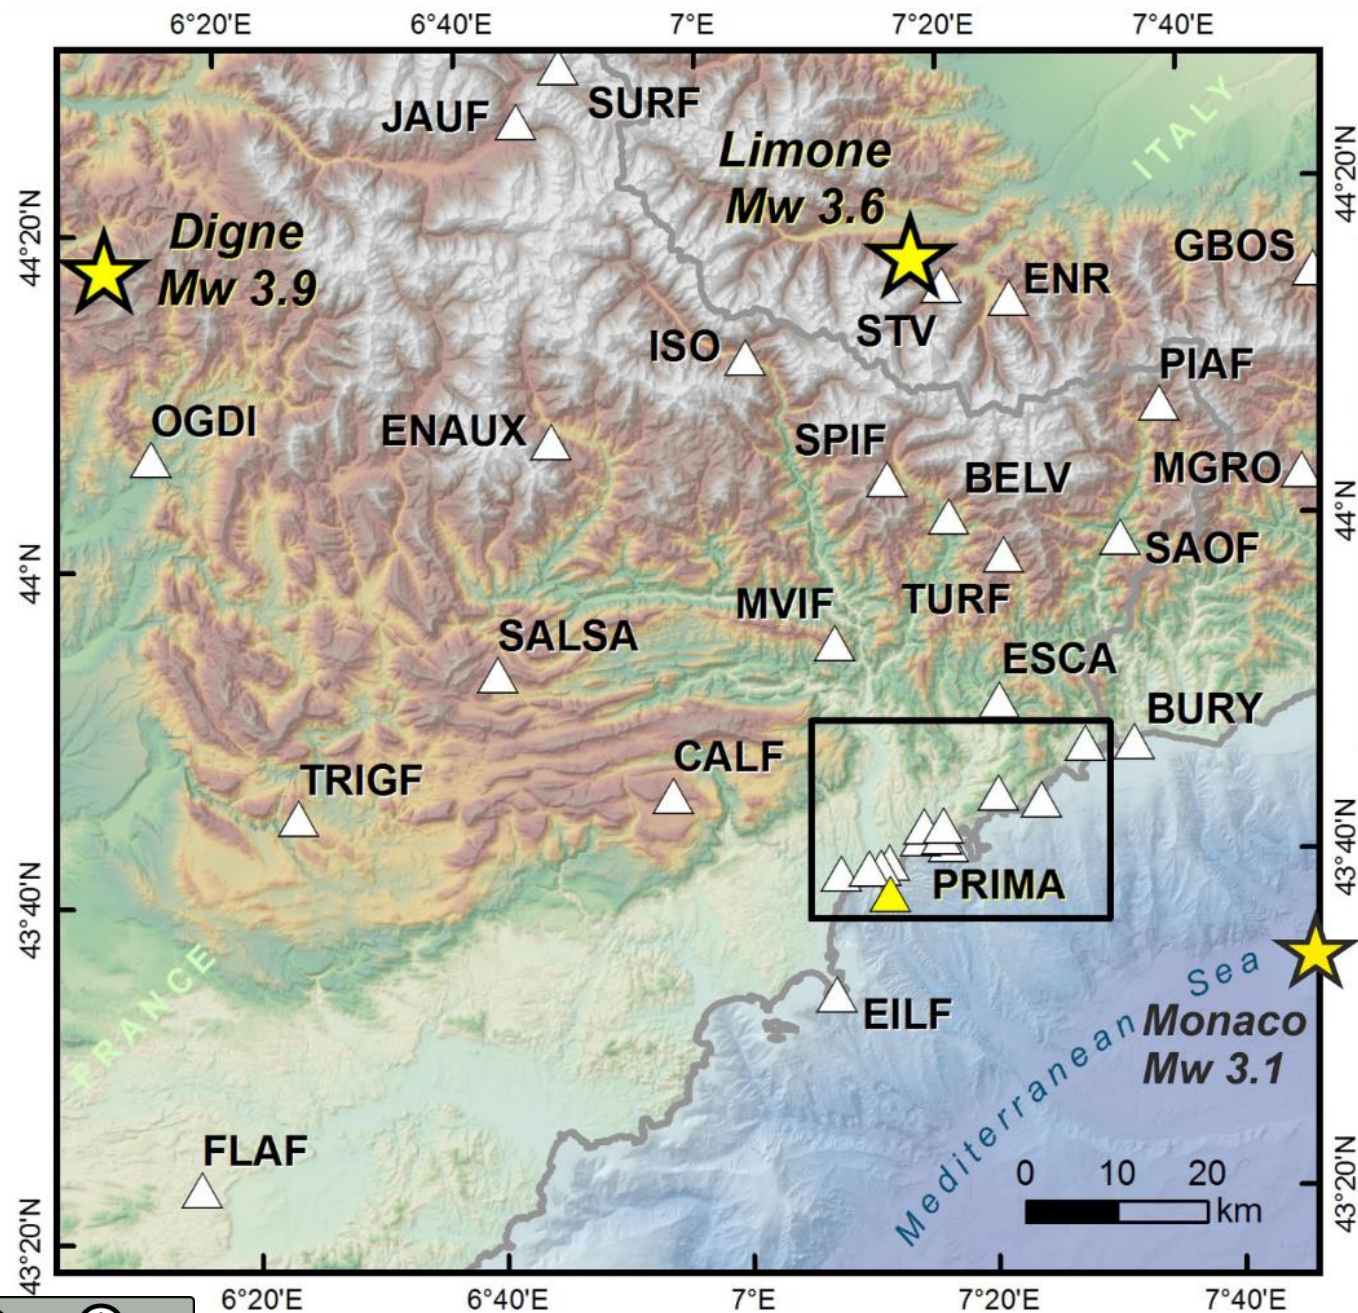 6°20'E 6°40'E 7°E 7°20'E 7°40'E
SURF
JAUF
ITALY
Limone
Mw 3.6
44°20'N
44°20'N
Digne
Mw 3.9
GBOS
ENR
STV
ISO
PIAF
OGDI
ENAUX
SPIF
BELV
MGRO
44°N
SAOF
44°N
TURF
MVIF
SALSA
ESCA
BURY
CALF
TRIGF
43°40'N
PRIMA
43°40'N
FRANCE
Mediterranean Sea
EILF
Monaco
Mw 3.1
FLAF
0 10 20
km
43°20'N
43°20'N
6°20'E 6°40'E 7°E 7°20'E 7°40'E